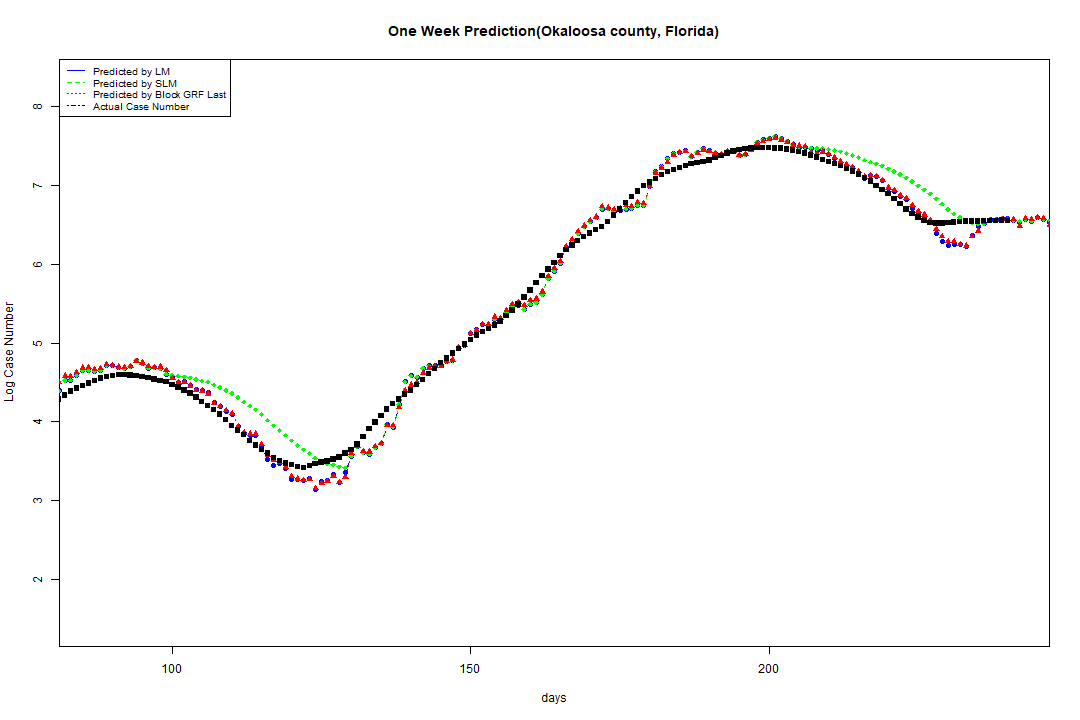 One Week Prediction(Okaloosa county, Florida)
Predicted by LM
Predicted by SLM
Predicted by Block GRF Last
Actual Case Number
8
7
6
5
4
3
2
Log Case Number
100 150 200
days